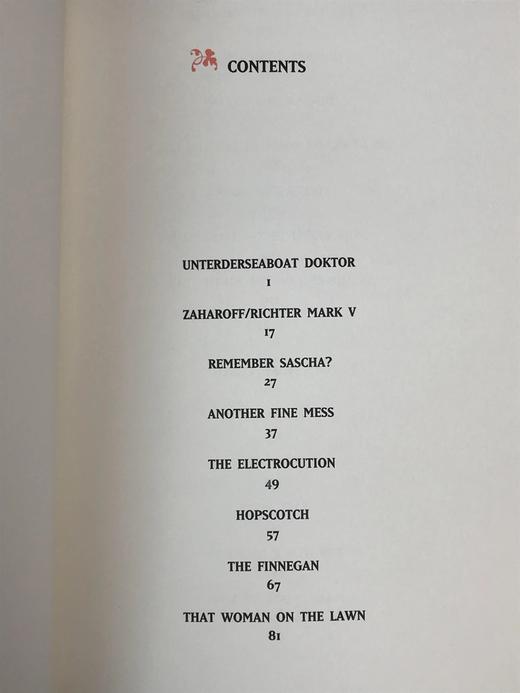 CONTENTS
UNTERDERSEABOAT DOKTOR
1
ZAHAROFF/RICHTER MARK V
17
REMEMBER SASCHA?
27
ANOTHER FINE MESS
37
THE ELECTROCUTION
49
HOPSCOTCH
57
THE FINNEGAN
67
THAT WOMAN ON THE LAWN
81